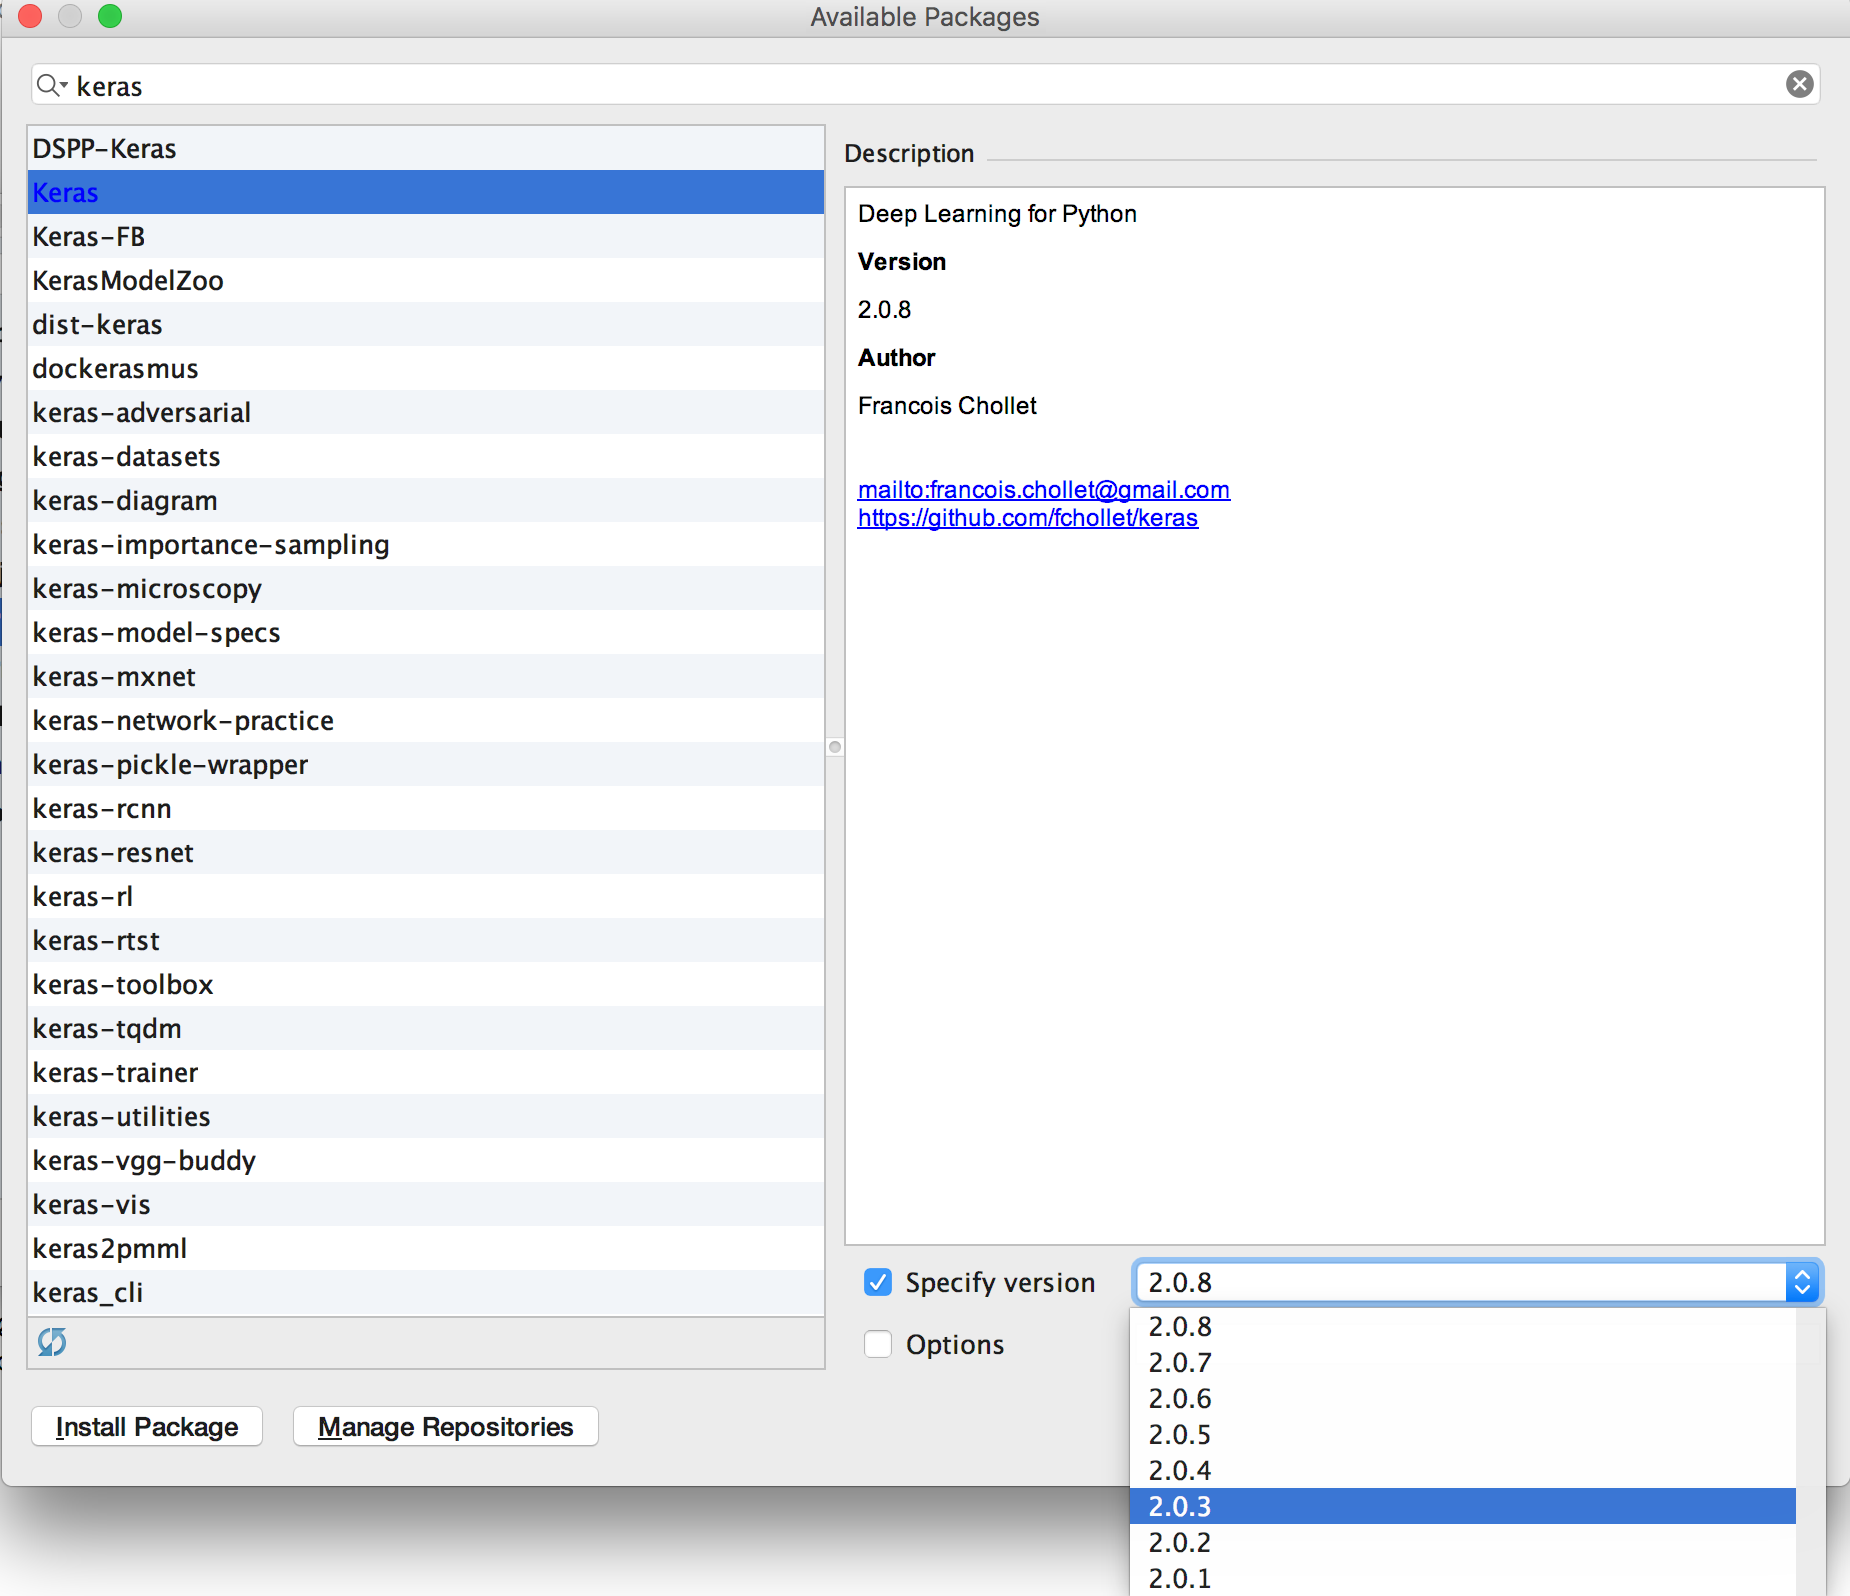 Available Packages
keras
DSPP-Keras
Keras
Keras-FB
KerasModelZoo
dist-keras
dockerasmus
keras-adversarial
keras-datasets
keras-diagram
keras-importance-sampling
keras-microscopy
keras-model-specs
keras-mxnet
keras-network-practice
keras-pickle-wrapper
keras-rcnn
keras-resnet
keras-rl
keras-rtst
keras-toolbox
keras-tqdm
keras-trainer
keras-utilities
keras-vgg-buddy
keras-vis
keras2pmml
keras_cli
Install Package
Manage Repositories
Description
Deep Learning for Python
Version
2.0.8
Author
Francois Chollet
mailto:francois.chollet@gmail.com
https://github.com/fchollet/keras
Specify version
2.0.8
Options
2.0.8
2.0.7
2.0.6
2.0.5
2.0.4
2.0.3
2.0.2
2.0.1